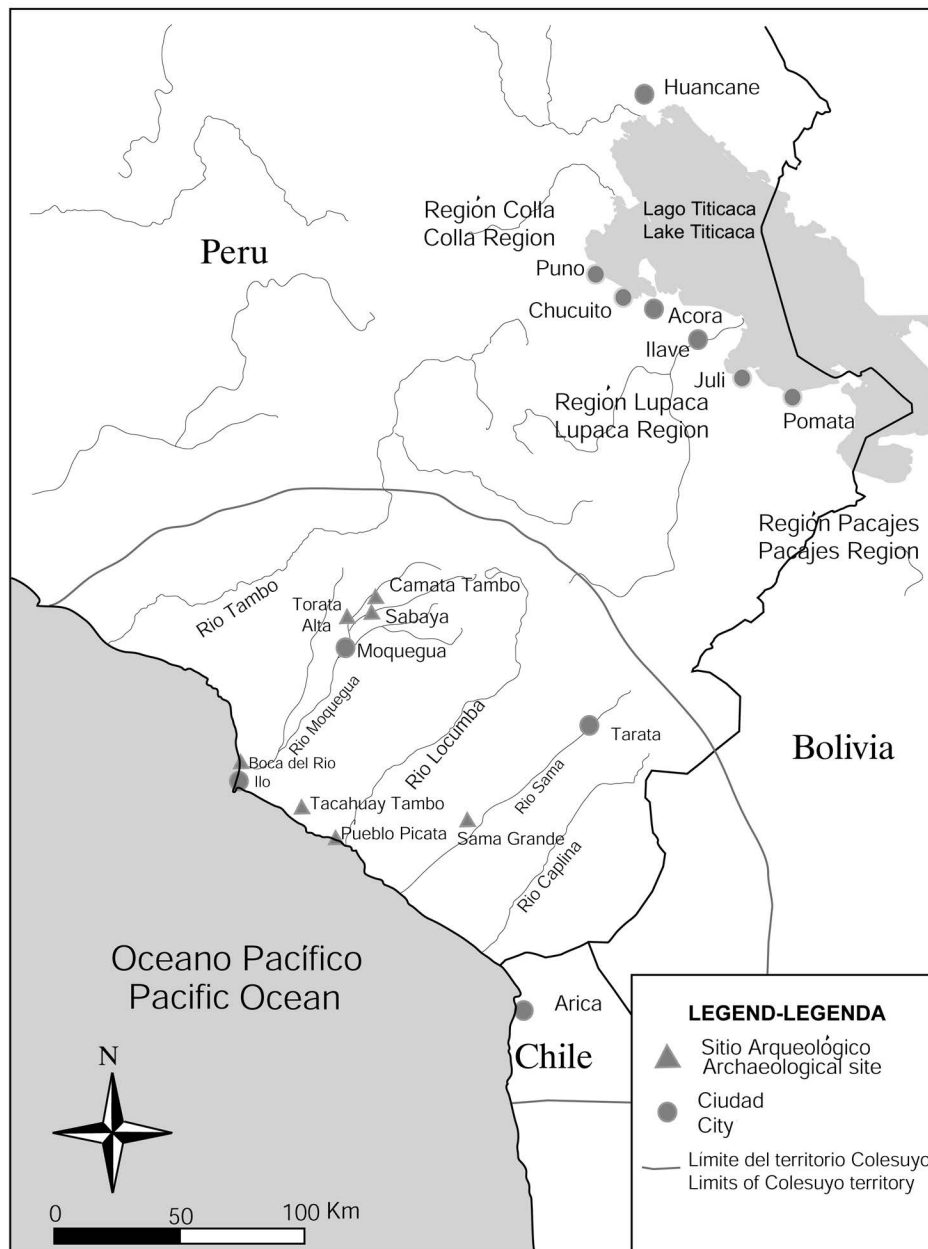 Huancane
Lago Titicaca
Lake Titicaca
Región Colla
Colla Region
Peru
Puno
Chucuito
Acora
Ilave
Juli
Región Lupaca
Lupaca Region
Pomata
Región Pacajes
Pacajes Region
Rio Tambo
Camata Tambo
Torata
Alta
Sabaya
Moquegua
Rio Moquegua
Rio Locumba
Tarata
Bolivia
Rio Sama
Boca del Rio
Ilo
Tacahuay Tambo
Pueblo Picata
Sama Grande
Rio Caplina
Oceano Pacífico
Pacific Ocean
Arica
Chile
LEGEND-LEGENDA
Sitio Arqueológico
Archaeological site
Ciudad
City
Límite del territorio Colesuyo
Limits of Colesuyo territory
N
0 50 100 Km